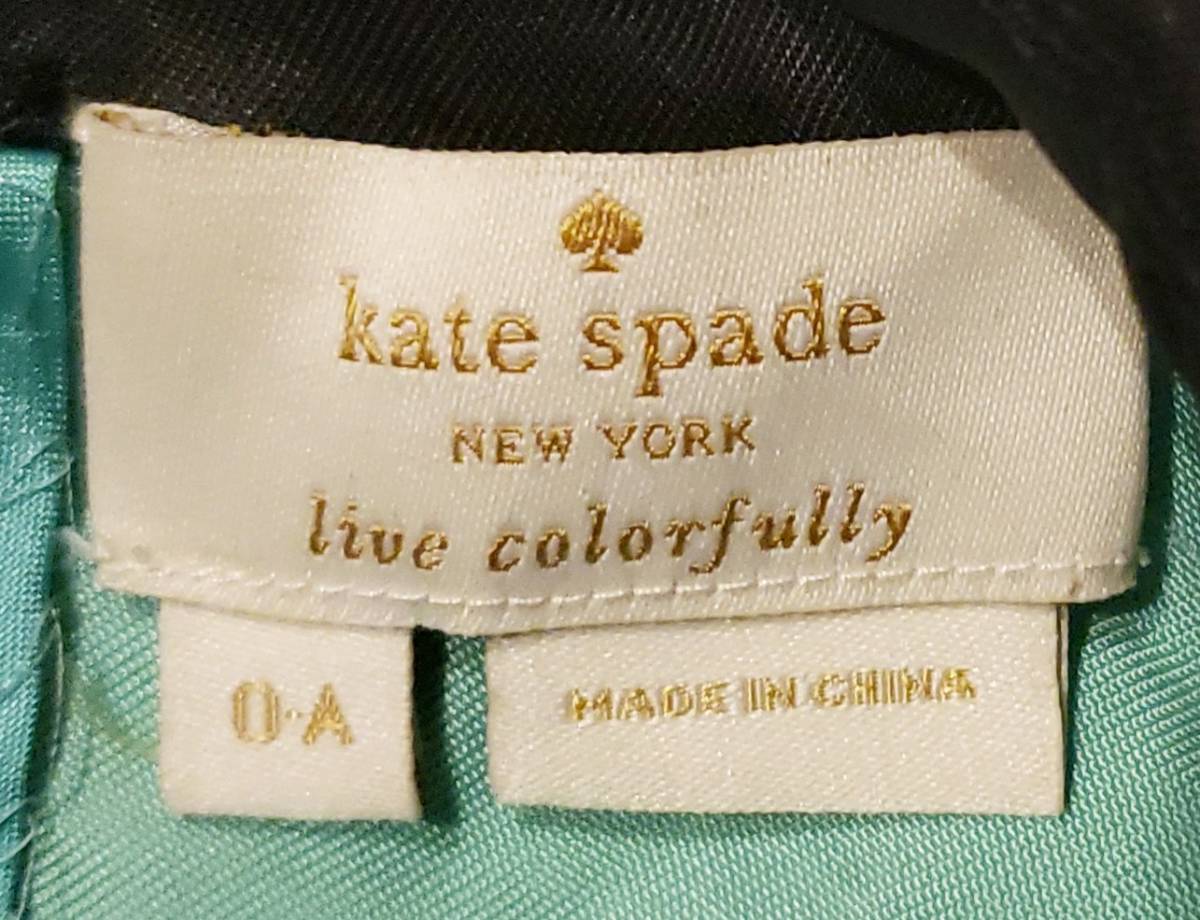 kate spade
NEW YORK
live colorfully
0-A
MADE IN CHINA